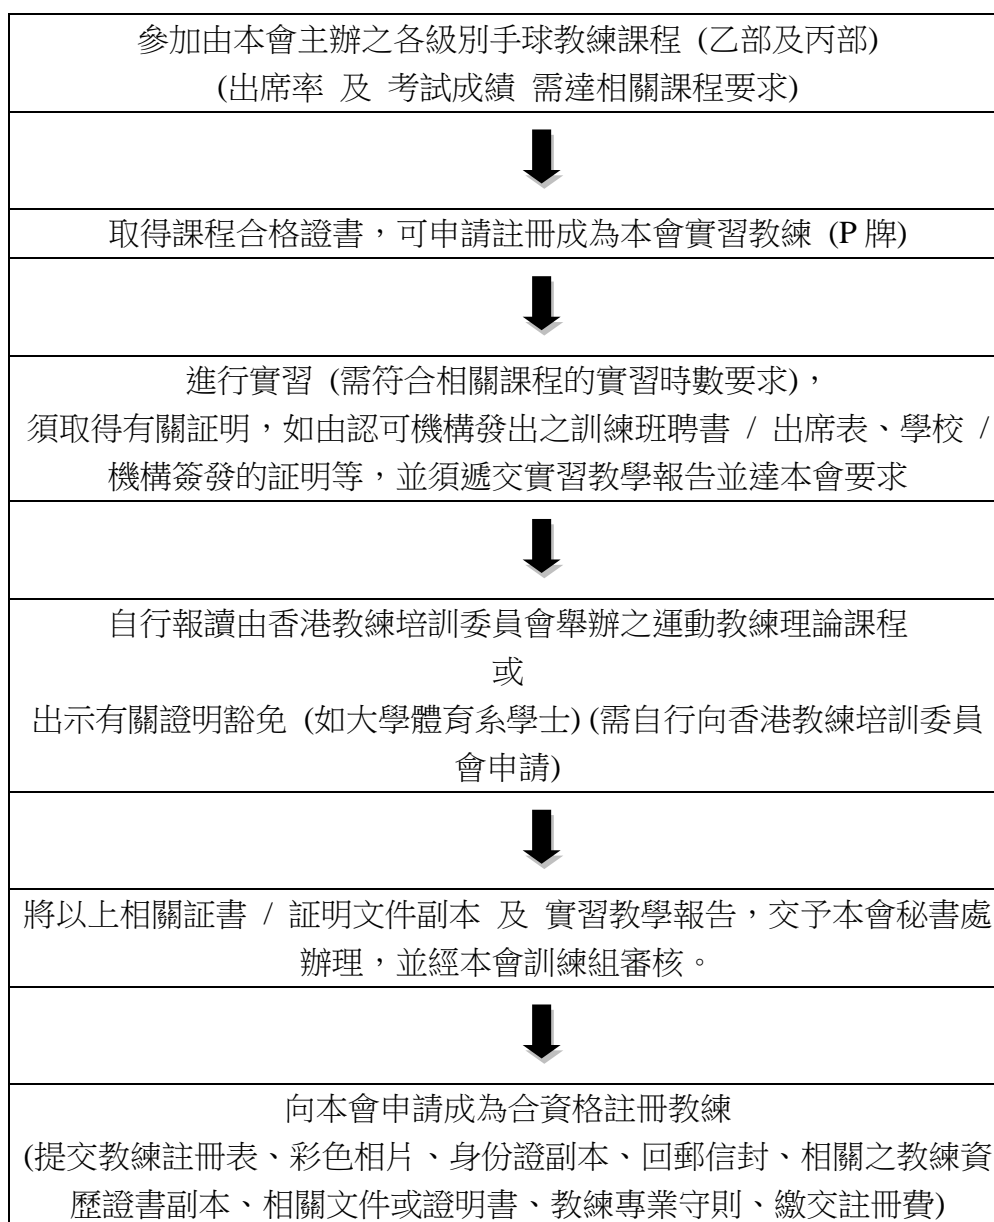 參加由本會主辦之各級別手球教練課程 (乙部及丙部)
(出席率 及 考試成績 需達相關課程要求)
取得課程合格證書，可申請註冊成為本會實習教練 (P 牌)
進行實習 (需符合相關課程的實習時數要求)，
須取得有關証明，如由認可機構發出之訓練班聘書 / 出席表、學校 /
機構簽發的証明等，並須遞交實習教學報告並達本會要求
自行報讀由香港教練培訓委員會舉辦之運動教練理論課程
或
出示有關證明豁免 (如大學體育系學士) (需自行向香港教練培訓委員
會申請)
將以上相關証書 / 証明文件副本 及 實習教學報告，交予本會秘書處
辦理，並經本會訓練組審核。
向本會申請成為合資格註冊教練
(提交教練註冊表、彩色相片、身份證副本、回郵信封、相關之教練資
歷證書副本、相關文件或證明書、教練專業守則、繳交註冊費)